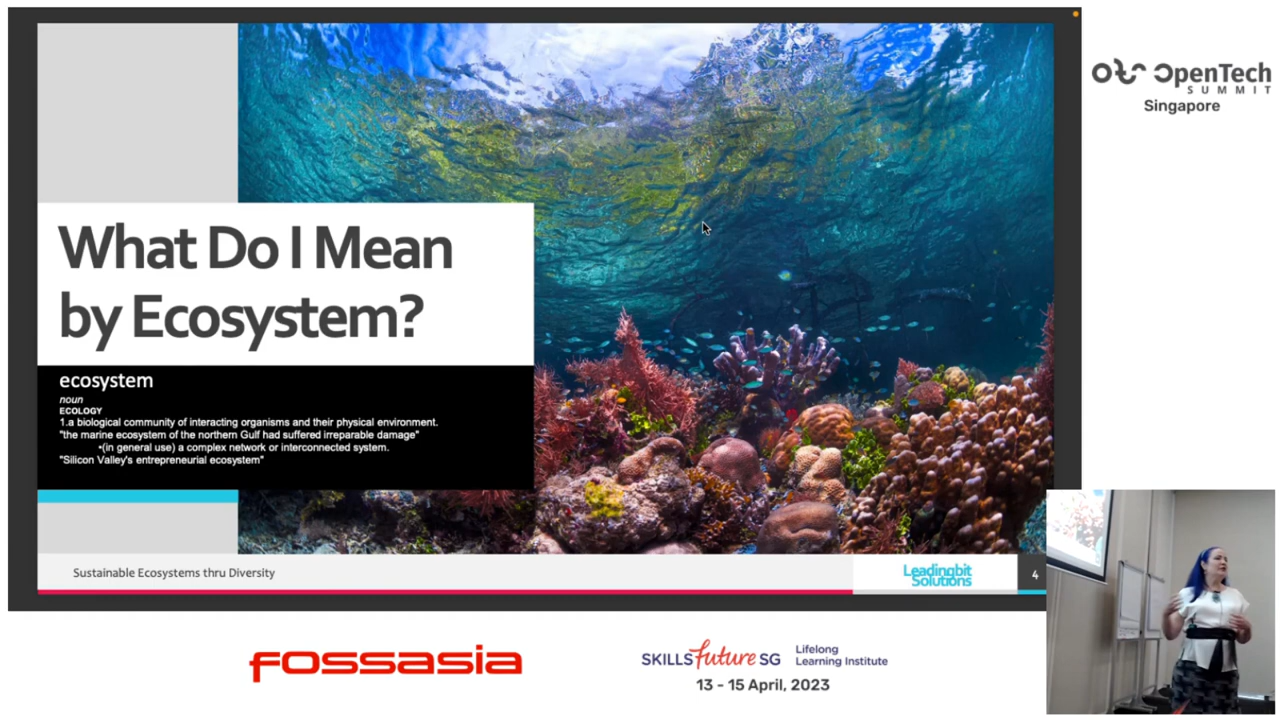 What Do I Mean
by Ecosystem?
ecosystem
noun
ECOLOGY
1.a biological community of interacting organisms and their physical environment.
"the marine ecosystem of the northern Gulf had suffered irreparable damage"
•(in general use) a complex network or interconnected system.
"Silicon Valley's entrepreneurial ecosystem"
Sustainable Ecosystems thru Diversity
Leadingbit
Solutions
4
OpenTech
SUMMIT
Singapore
fossasia
SKILLS future SG
Lifelong
Learning Institute
13 - 15 April, 2023